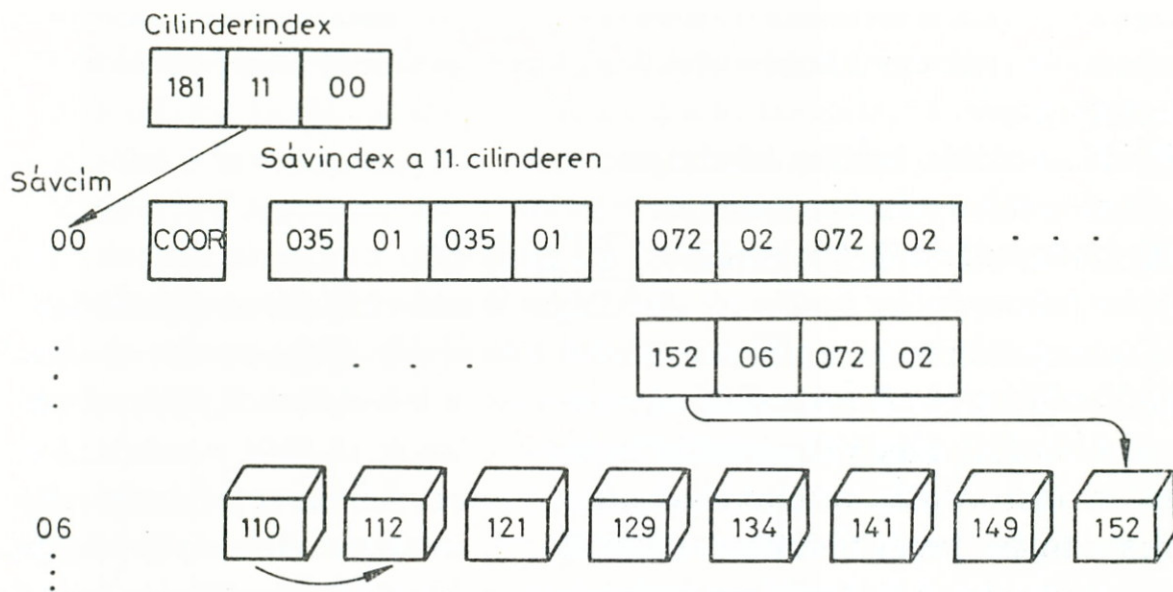 Cilinderindex
181 11 00
Sávindex a 11. cilinderen
Sávcím
00 COOR 035 01 035 01 072 02 072 02 . . .
152 06 072 02
06 110 112 121 129 134 141 149 152